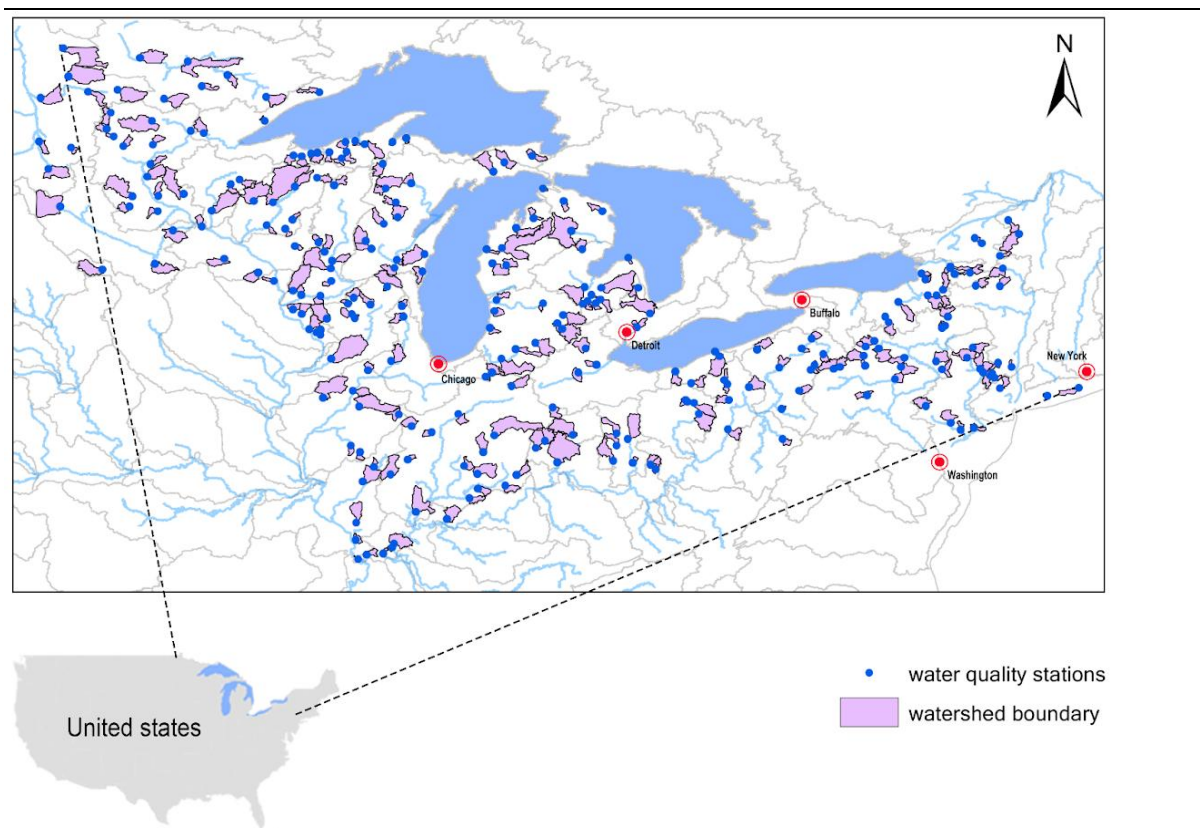 N
Buffalo
Detroit
New York
Chicago
Washington
United states
water quality stations
watershed boundary